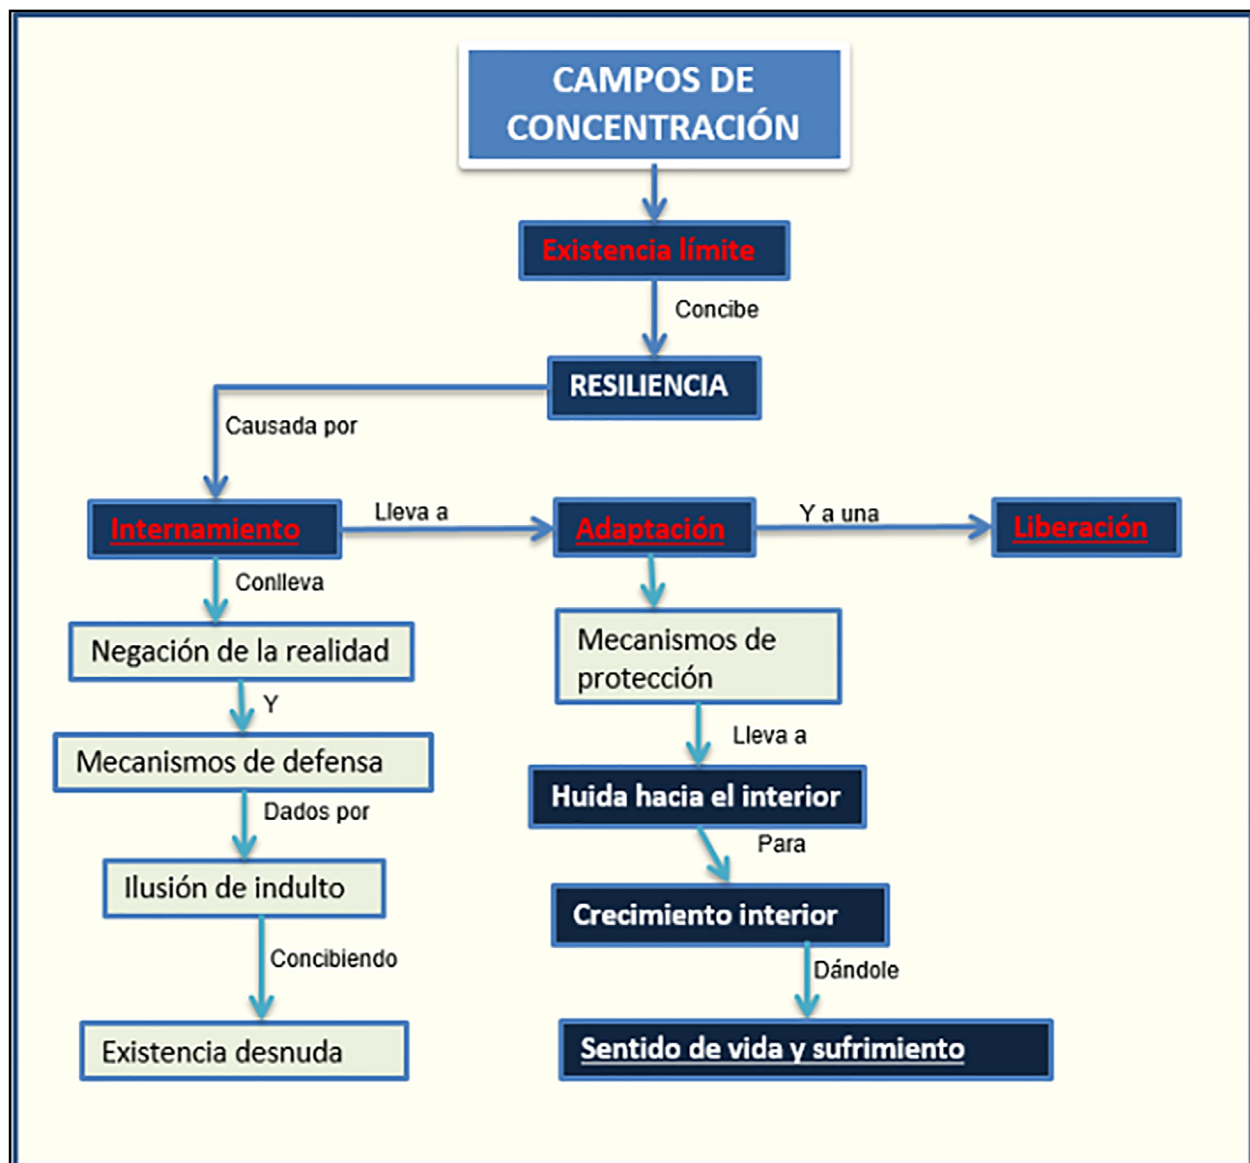 CAMPOS DE
CONCENTRACIÓN
Existencia límite
Concibe
RESILIENCIA
Causada por
Internamiento
Lleva a
Adaptación
Y a una
Liberación
Conlleva
Negación de la realidad
Y
Mecanismos de defensa
Dados por
Ilusión de indulto
Concibiendo
Existencia desnuda
Mecanismos de
protección
Lleva a
Huida hacia el interior
Para
Crecimiento interior
Dándole
Sentido de vida y sufrimiento